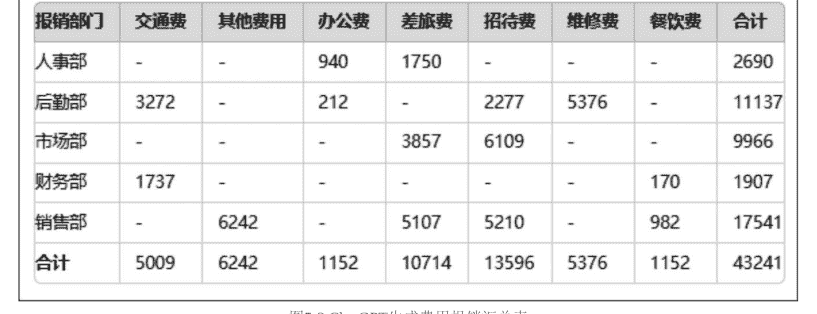 报销部门 交通费 其他费用 办公费 差旅费 招待费 维修费 餐饮费 合计
人事部 - - 940 1750 - - - 2690
后勤部 3272 - 212 - 2277 5376 - 11137
市场部 - - - 3857 6109 - - 9966
财务部 1737 - - - - - 170 1907
销售部 - 6242 - 5107 5210 - 982 17541
合计 5009 6242 1152 10714 13596 5376 1152 43241